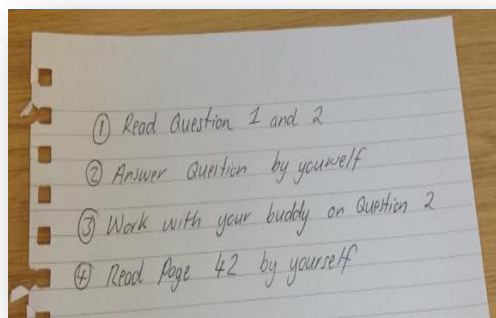 ① Read Question 1 and 2
② Answer Question by yourself
③ Work with your buddy on Question 2
④ Read Page 42 by yourself